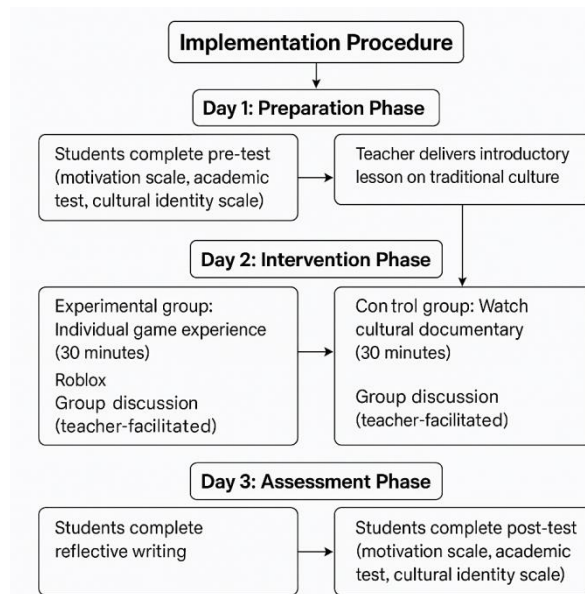 Implementation Procedure
Day 1: Preparation Phase
Students complete pre-test
(motivation scale, academic
test, cultural identity scale)
Teacher delivers introductory
lesson on traditional culture
Day 2: Intervention Phase
Experimental group:
Individual game experience
(30 minutes)
Roblox
Group discussion
(teacher-facilitated)
Control group: Watch
cultural documentary
(30 minutes)
Group discussion
(teacher-facilitated)
Day 3: Assessment Phase
Students complete
reflective writing
Students complete post-test
(motivation scale, academic
test, cultural identity scale)